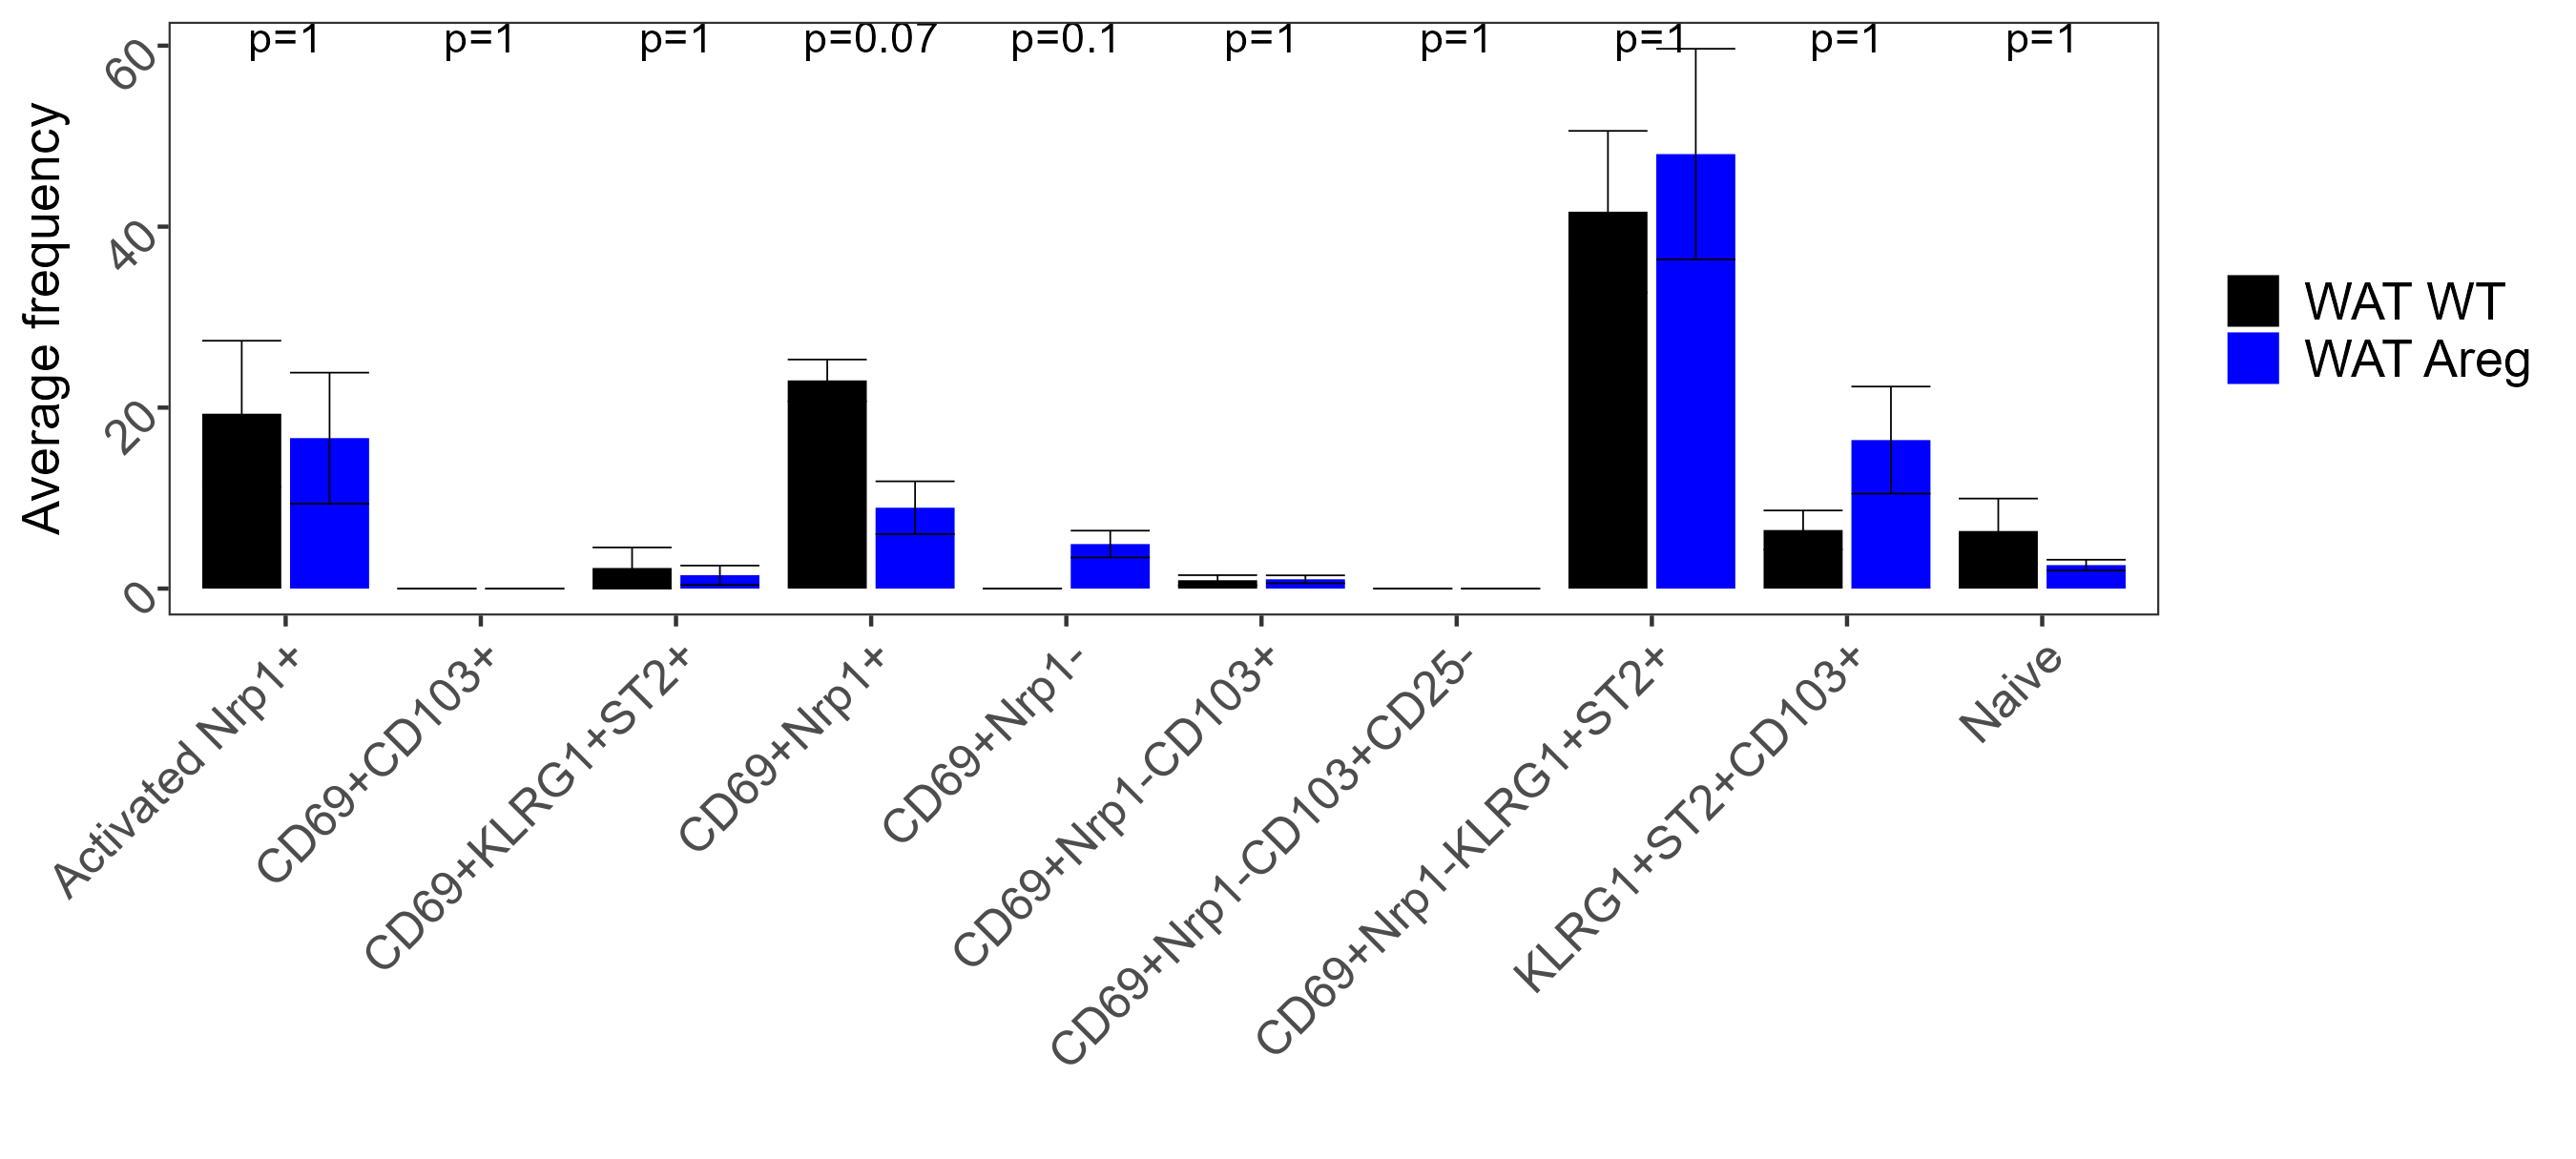 p=1
p=1
p=1
p=0.07
p=0.1
p=1
p=1
p=1
p=1
p=1
Average frequency
60
40
20
0
WAT WT
WAT Areg
Activated Nrp1+
CD69+CD103+
CD69+KLRG1+ST2+
CD69+Nrp1+
CD69+Nrp1-
CD69+Nrp1-CD103+
CD69+Nrp1-CD103+CD25-
CD69+Nrp1-KLRG1+ST2+
KLRG1+ST2+CD103+
Naive